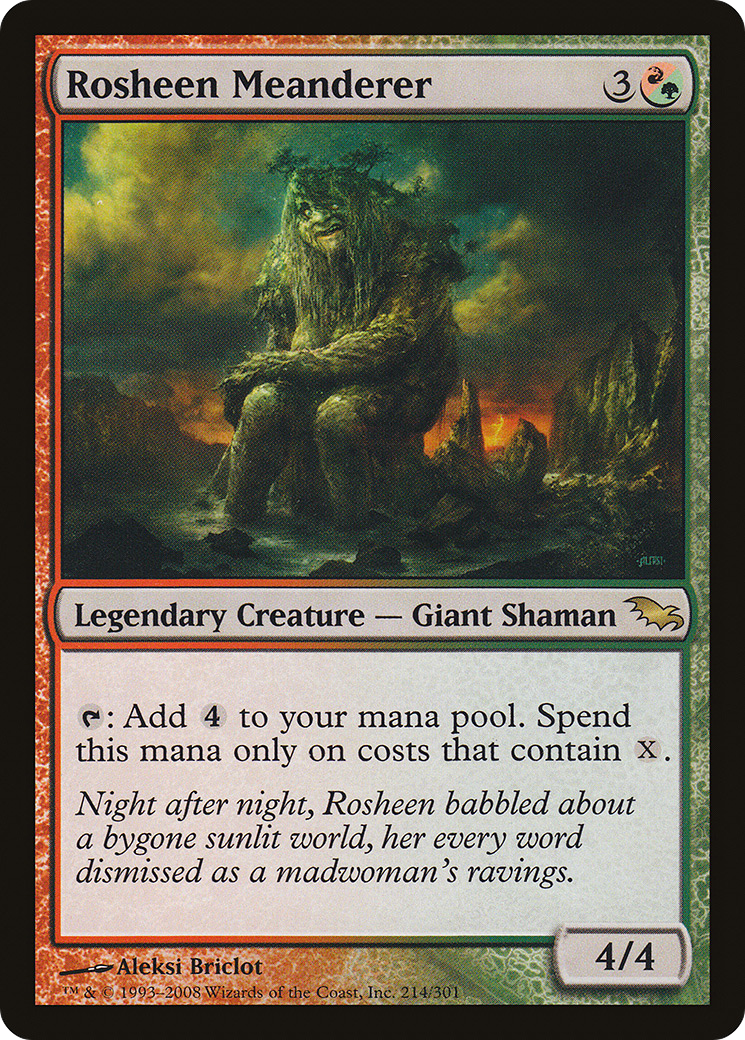 Rosheen Meanderer 3
Legendary Creature — Giant Shaman
: Add 4 to your mana pool. Spend
this mana only on costs that contain X.
Night after night, Rosheen babbled about
a bygone sunlit world, her every word
dismissed as a madwoman's ravings.
4/4
Aleksi Briclot
™ & © 1993–2008 Wizards of the Coast, Inc. 214/301